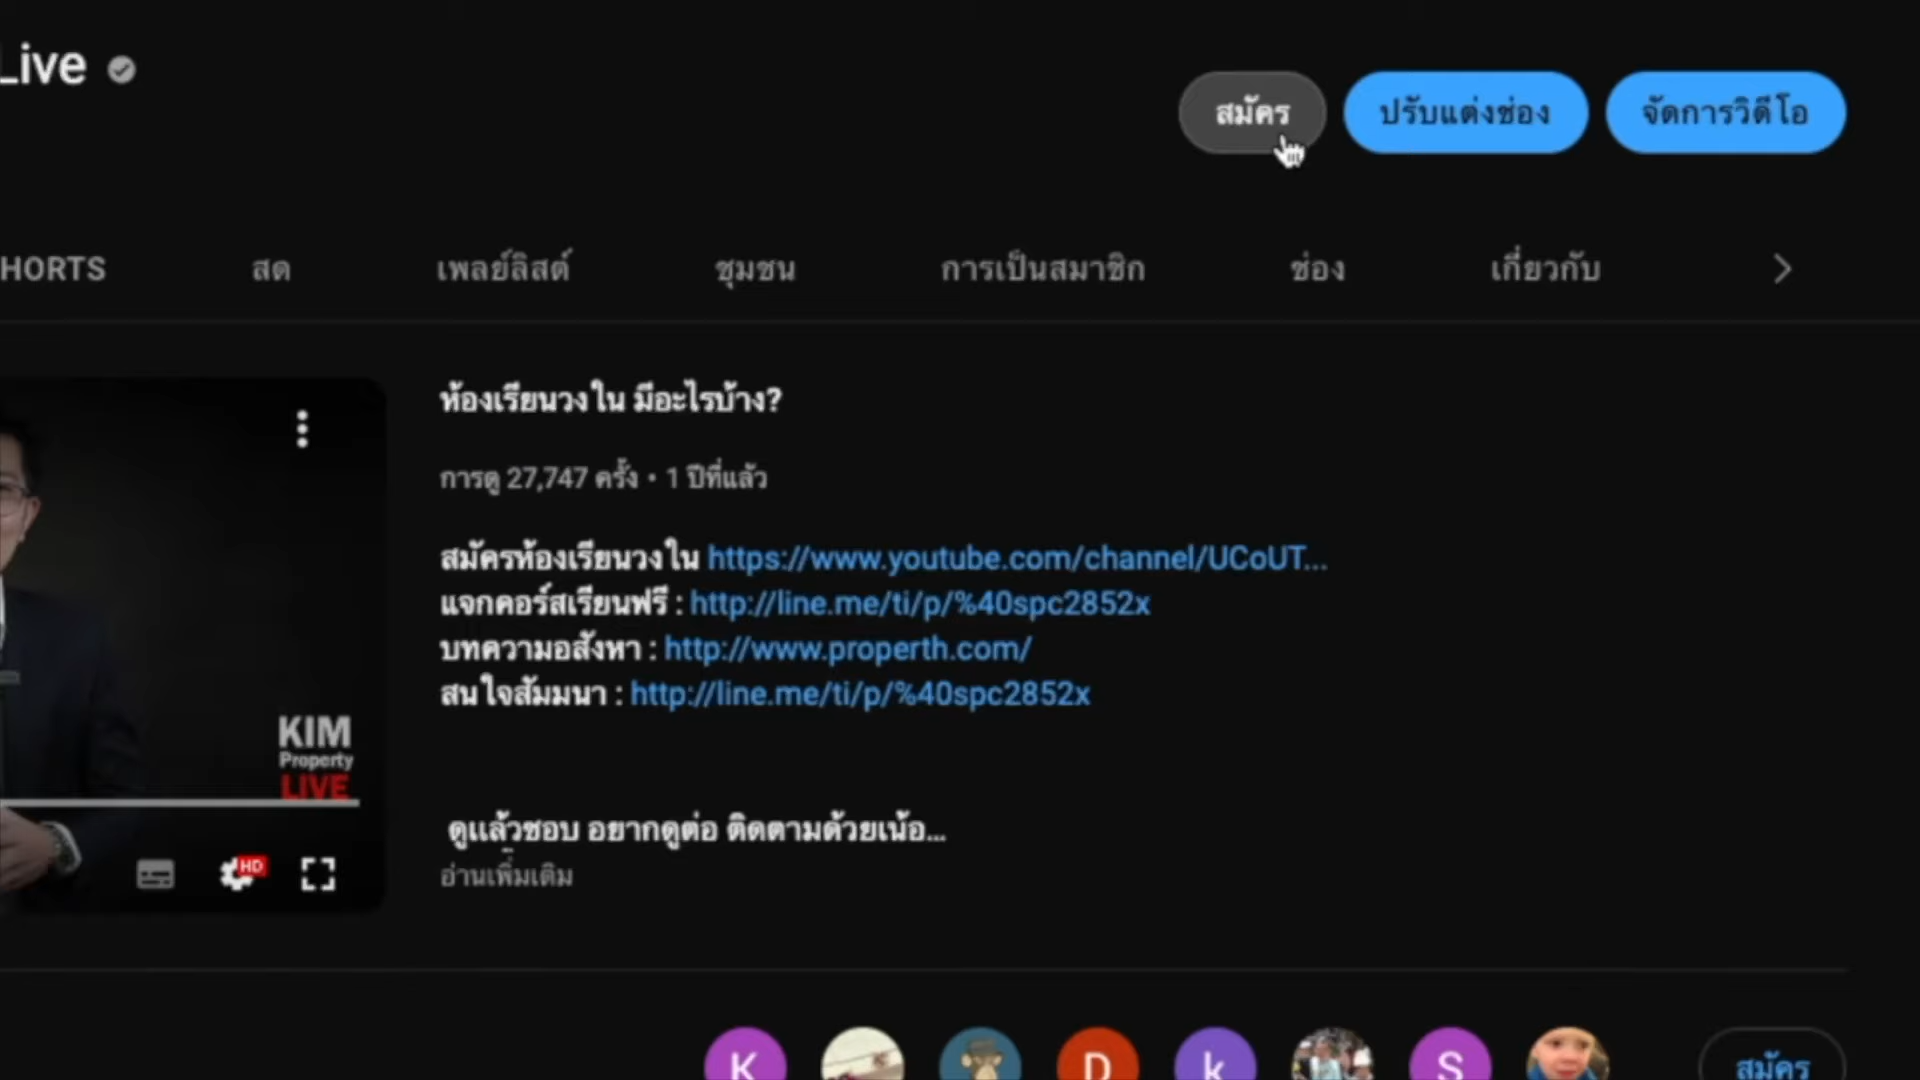 Live
สมัคร
ปรับแต่งช่อง
จัดการวิดีโอ
HORTS
สด
เพลย์ลิสต์
ชุมชน
การเป็นสมาชิก
ช่อง
เกี่ยวกับ
ห้องเรียนวงใน มีอะไรบ้าง?
การดู 27,747 ครั้ง • 1 ปีที่แล้ว
สมัครห้องเรียนวงใน https://www.youtube.com/channel/UCoUT...
แจกคอร์สเรียนฟรี : http://line.me/ti/p/%40spc2852x
บทความอสังหา : http://www.properth.com/
สนใจสัมมนา : http://line.me/ti/p/%40spc2852x
KIM
Property
LIVE
ดูแล้วชอบ อยากดูต่อ ติดตามด้วยเน้อ...
อ่านเพิ่มเติม
HD
K
D
k
S
สมัคร